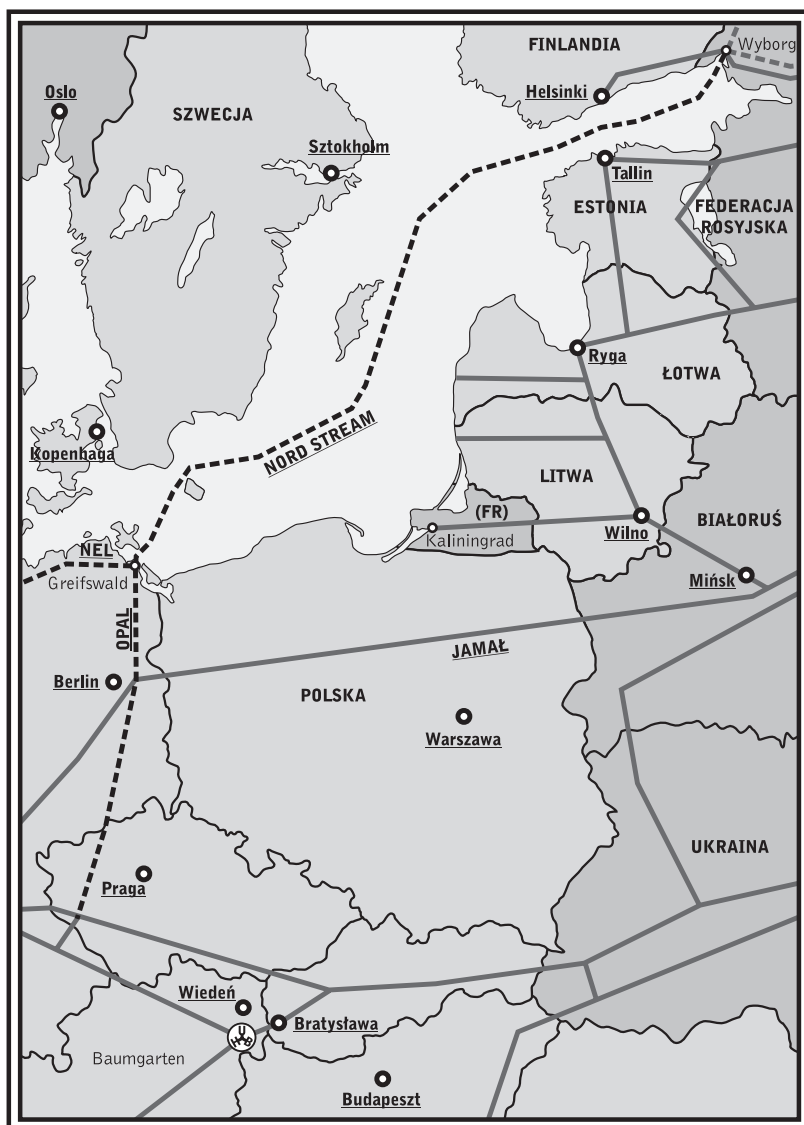 FINLANDIA
Wyborg
Helsinki
Oslo
SZWECJA
Sztokholm
Tallin
ESTONIA
FEDERACJA
ROSYJSKA
Ryga
ŁOTWA
Kopenhaga
NORD STREAM
LITWA
(FR)
Kaliningrad
Wilno
BIAŁORUŚ
NEL
Greifswald
Mińsk
OPAL
JAMAŁ
Berlin
POLSKA
Warszawa
UKRAINA
Praga
Wiedeń
Bratysława
HUB
Baumgarten
Budapeszt